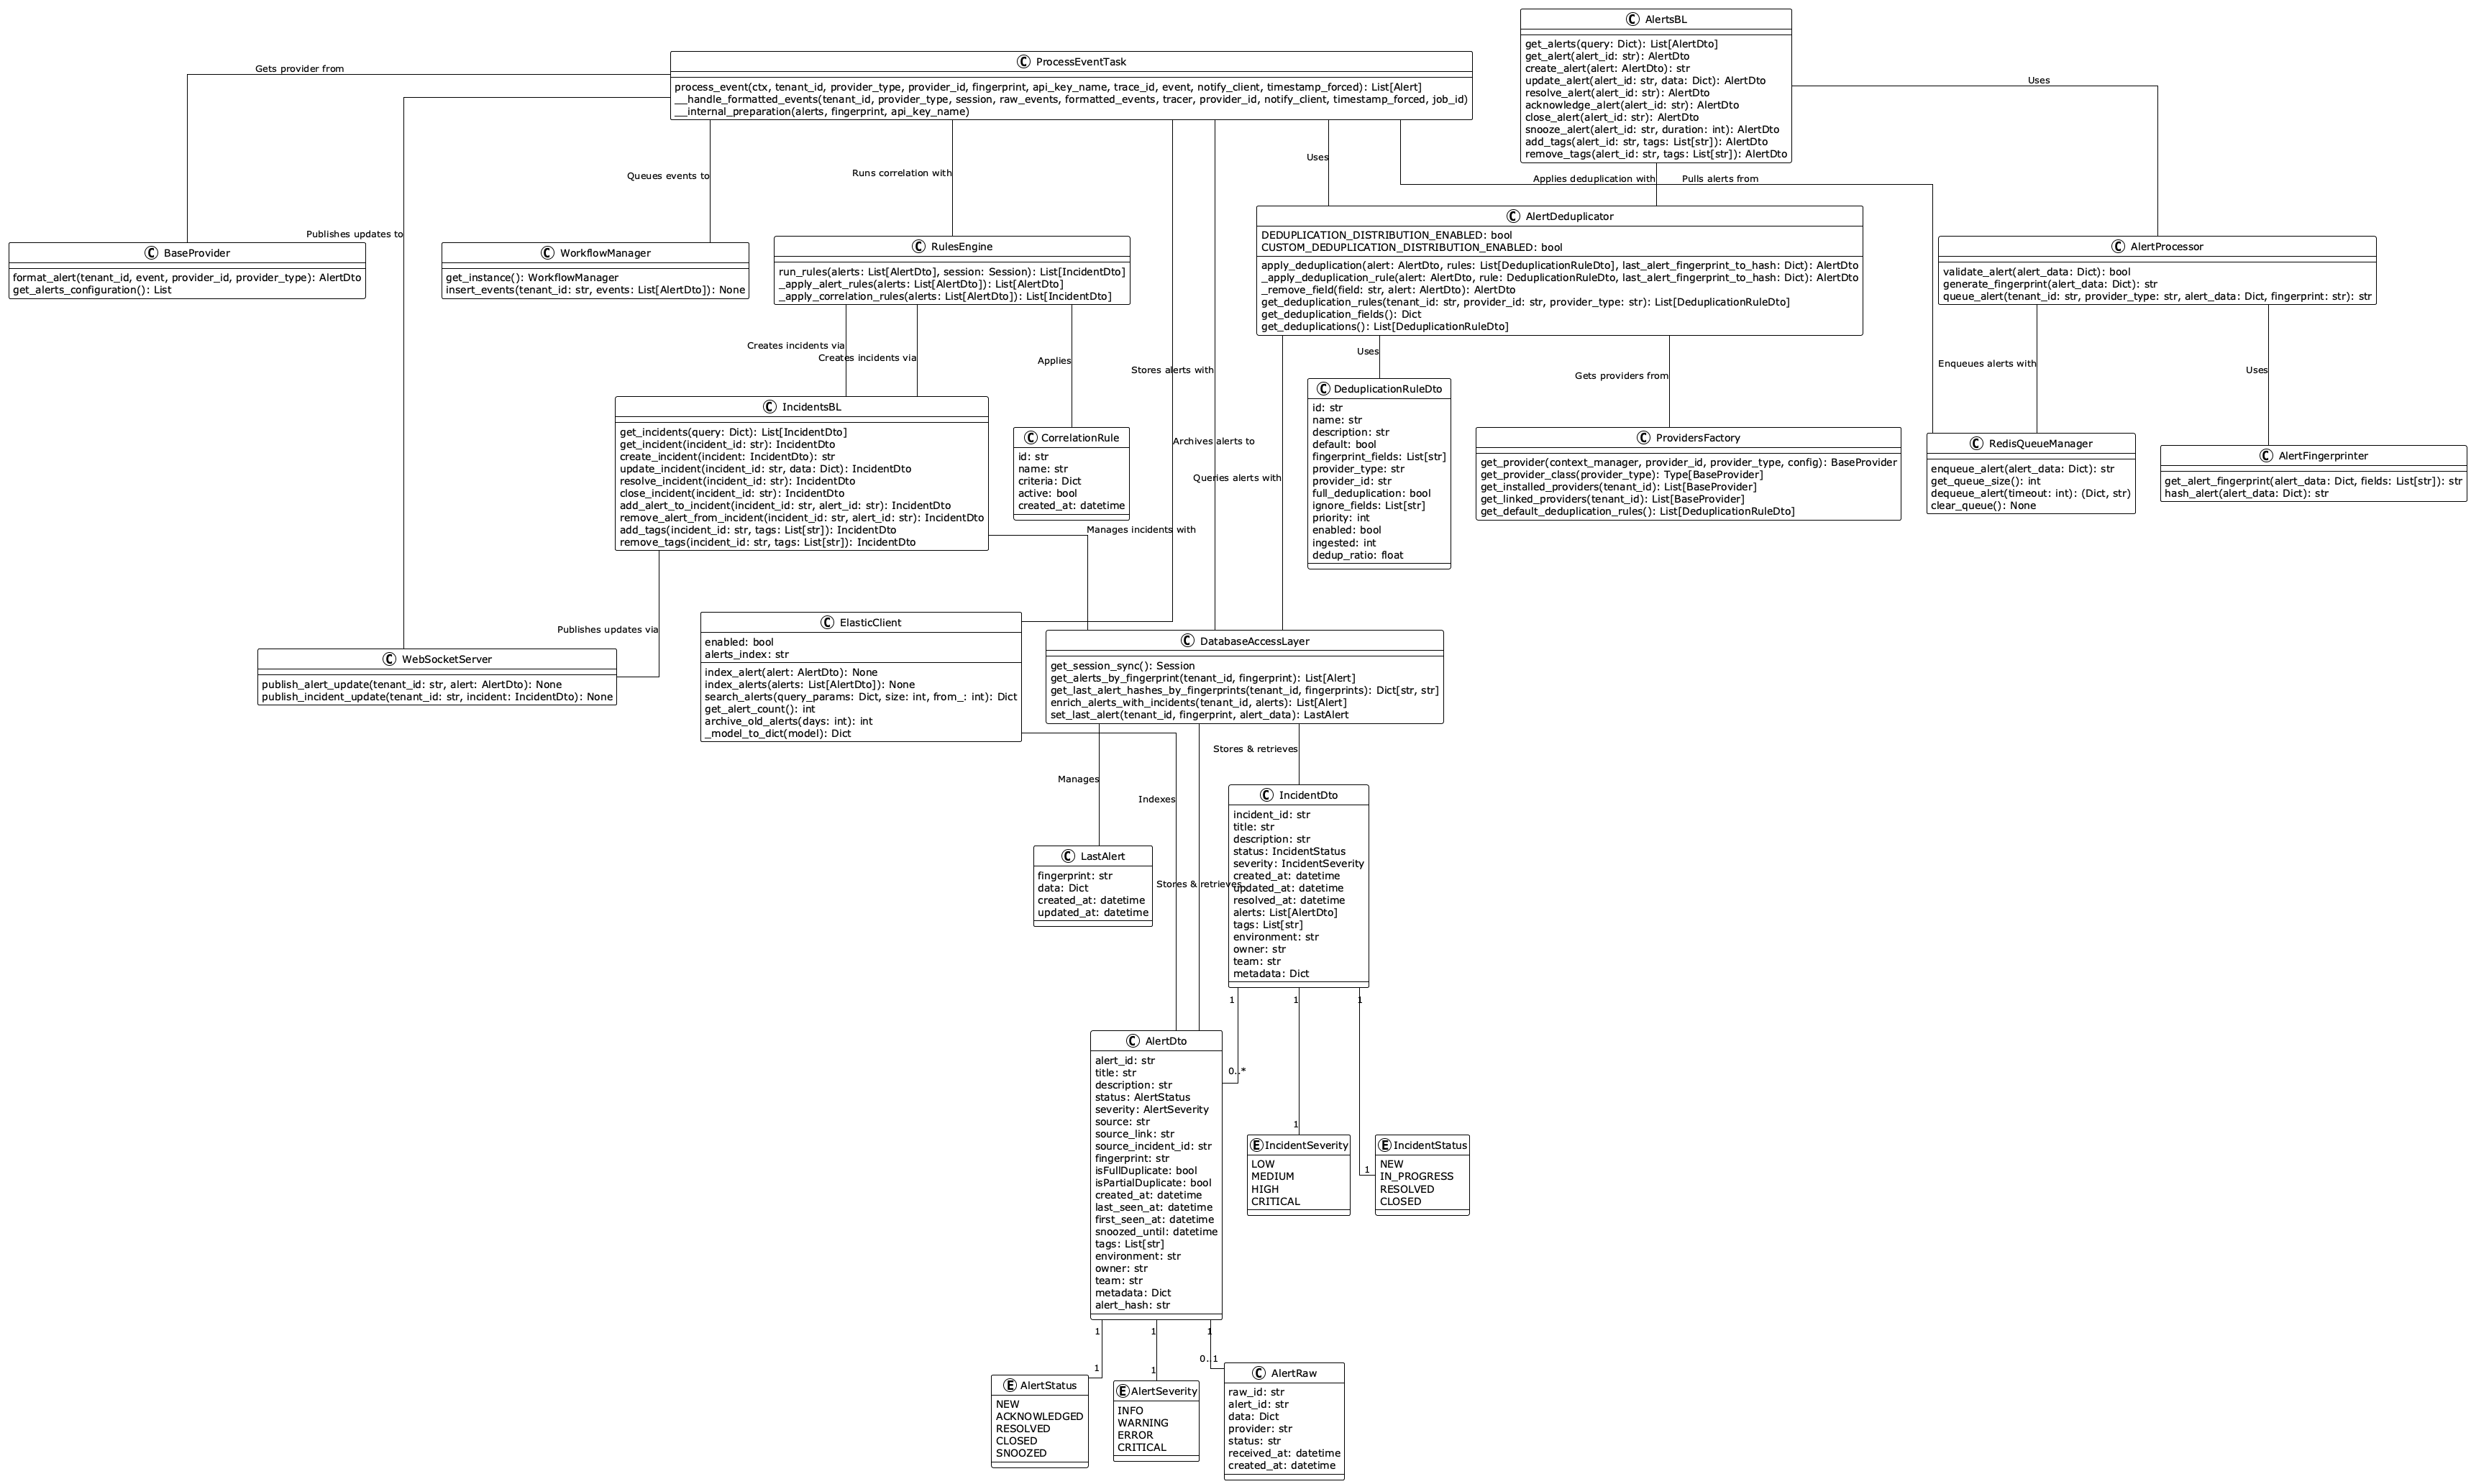 AlertsBL
get_alerts(query: Dict): List[AlertDto]
get_alert(alert_id: str): AlertDto
create_alert(alert: AlertDto): str
update_alert(alert_id: str, data: Dict): AlertDto
resolve_alert(alert_id: str): AlertDto
acknowledge_alert(alert_id: str): AlertDto
close_alert(alert_id: str): AlertDto
snooze_alert(alert_id: str, duration: int): AlertDto
add_tags(alert_id: str, tags: List[str]): AlertDto
remove_tags(alert_id: str, tags: List[str]): AlertDto
ProcessEventTask
process_event(ctx, tenant_id, provider_type, provider_id, fingerprint, api_key_name, trace_id, event, notify_client, timestamp_forced): List[Alert]
__handle_formatted_events(tenant_id, provider_type, session, raw_events, formatted_events, tracer, provider_id, notify_client, timestamp_forced, job_id)
__internal_preparation(alerts, fingerprint, api_key_name)
Gets provider from
Uses
Publishes updates to
Queues events to
Runs correlation with
Uses
Applies deduplication with
Pulls alerts from
BaseProvider
format_alert(tenant_id, event, provider_id, provider_type): AlertDto
get_alerts_configuration(): List
WorkflowManager
get_instance(): WorkflowManager
insert_events(tenant_id: str, events: List[AlertDto]): None
RulesEngine
run_rules(alerts: List[AlertDto], session: Session): List[IncidentDto]
_apply_alert_rules(alerts: List[AlertDto]): List[AlertDto]
_apply_correlation_rules(alerts: List[AlertDto]): List[IncidentDto]
AlertDeduplicator
DEDUPLICATION_DISTRIBUTION_ENABLED: bool
CUSTOM_DEDUPLICATION_DISTRIBUTION_ENABLED: bool
apply_deduplication(alert: AlertDto, rules: List[DeduplicationRuleDto], last_alert_fingerprint_to_hash: Dict): AlertDto
_apply_deduplication_rule(alert: AlertDto, rule: DeduplicationRuleDto, last_alert_fingerprint_to_hash: Dict): AlertDto
_remove_field(field: str, alert: AlertDto): AlertDto
get_deduplication_rules(tenant_id: str, provider_id: str, provider_type: str): List[DeduplicationRuleDto]
get_deduplication_fields(): Dict
get_deduplications(): List[DeduplicationRuleDto]
AlertProcessor
validate_alert(alert_data: Dict): bool
generate_fingerprint(alert_data: Dict): str
queue_alert(tenant_id: str, provider_type: str, alert_data: Dict, fingerprint: str): str
Creates incidents via
Creates incidents via
Applies
Stores alerts with
Archives alerts to
Queries alerts with
Uses
Gets providers from
Enqueues alerts with
Uses
IncidentsBL
get_incidents(query: Dict): List[IncidentDto]
get_incident(incident_id: str): IncidentDto
create_incident(incident: IncidentDto): str
update_incident(incident_id: str, data: Dict): IncidentDto
resolve_incident(incident_id: str): IncidentDto
close_incident(incident_id: str): IncidentDto
add_alert_to_incident(incident_id: str, alert_id: str): IncidentDto
remove_alert_from_incident(incident_id: str, alert_id: str): IncidentDto
add_tags(incident_id: str, tags: List[str]): IncidentDto
remove_tags(incident_id: str, tags: List[str]): IncidentDto
CorrelationRule
id: str
name: str
criteria: Dict
active: bool
created_at: datetime
DeduplicationRuleDto
id: str
name: str
description: str
default: bool
fingerprint_fields: List[str]
provider_type: str
provider_id: str
full_deduplication: bool
ignore_fields: List[str]
priority: int
enabled: bool
ingested: int
dedup_ratio: float
ProvidersFactory
get_provider(context_manager, provider_id, provider_type, config): BaseProvider
get_provider_class(provider_type): Type[BaseProvider]
get_installed_providers(tenant_id): List[BaseProvider]
get_linked_providers(tenant_id): List[BaseProvider]
get_default_deduplication_rules(): List[DeduplicationRuleDto]
RedisQueueManager
enqueue_alert(alert_data: Dict): str
get_queue_size(): int
dequeue_alert(timeout: int): (Dict, str)
clear_queue(): None
AlertFingerprinter
get_alert_fingerprint(alert_data: Dict, fields: List[str]): str
hash_alert(alert_data: Dict): str
Manages incidents with
Publishes updates via
WebSocketServer
publish_alert_update(tenant_id: str, alert: AlertDto): None
publish_incident_update(tenant_id: str, incident: IncidentDto): None
ElasticClient
enabled: bool
alerts_index: str
index_alert(alert: AlertDto): None
index_alerts(alerts: List[AlertDto]): None
search_alerts(query_params: Dict, size: int, from_: int): Dict
get_alert_count(): int
archive_old_alerts(days: int): int
_model_to_dict(model): Dict
DatabaseAccessLayer
get_session_sync(): Session
get_alerts_by_fingerprint(tenant_id, fingerprint): List[Alert]
get_last_alert_hashes_by_fingerprints(tenant_id, fingerprints): Dict[str, str]
enrich_alerts_with_incidents(tenant_id, alerts): List[Alert]
set_last_alert(tenant_id, fingerprint, alert_data): LastAlert
Manages
Indexes
Stores & retrieves
Stores & retrieves
LastAlert
fingerprint: str
data: Dict
created_at: datetime
updated_at: datetime
IncidentDto
incident_id: str
title: str
description: str
status: IncidentStatus
severity: IncidentSeverity
created_at: datetime
updated_at: datetime
resolved_at: datetime
alerts: List[AlertDto]
tags: List[str]
environment: str
owner: str
team: str
metadata: Dict
1
1
1
0..*
1
1
AlertDto
alert_id: str
title: str
description: str
status: AlertStatus
severity: AlertSeverity
source: str
source_link: str
source_incident_id: str
fingerprint: str
isFullDuplicate: bool
isPartialDuplicate: bool
created_at: datetime
last_seen_at: datetime
first_seen_at: datetime
snoozed_until: datetime
tags: List[str]
environment: str
owner: str
team: str
metadata: Dict
alert_hash: str
IncidentSeverity
LOW
MEDIUM
HIGH
CRITICAL
IncidentStatus
NEW
IN_PROGRESS
RESOLVED
CLOSED
1
1
1
1
1
0..1
AlertStatus
NEW
ACKNOWLEDGED
RESOLVED
CLOSED
SNOOZED
AlertSeverity
INFO
WARNING
ERROR
CRITICAL
AlertRaw
raw_id: str
alert_id: str
data: Dict
provider: str
status: str
received_at: datetime
created_at: datetime